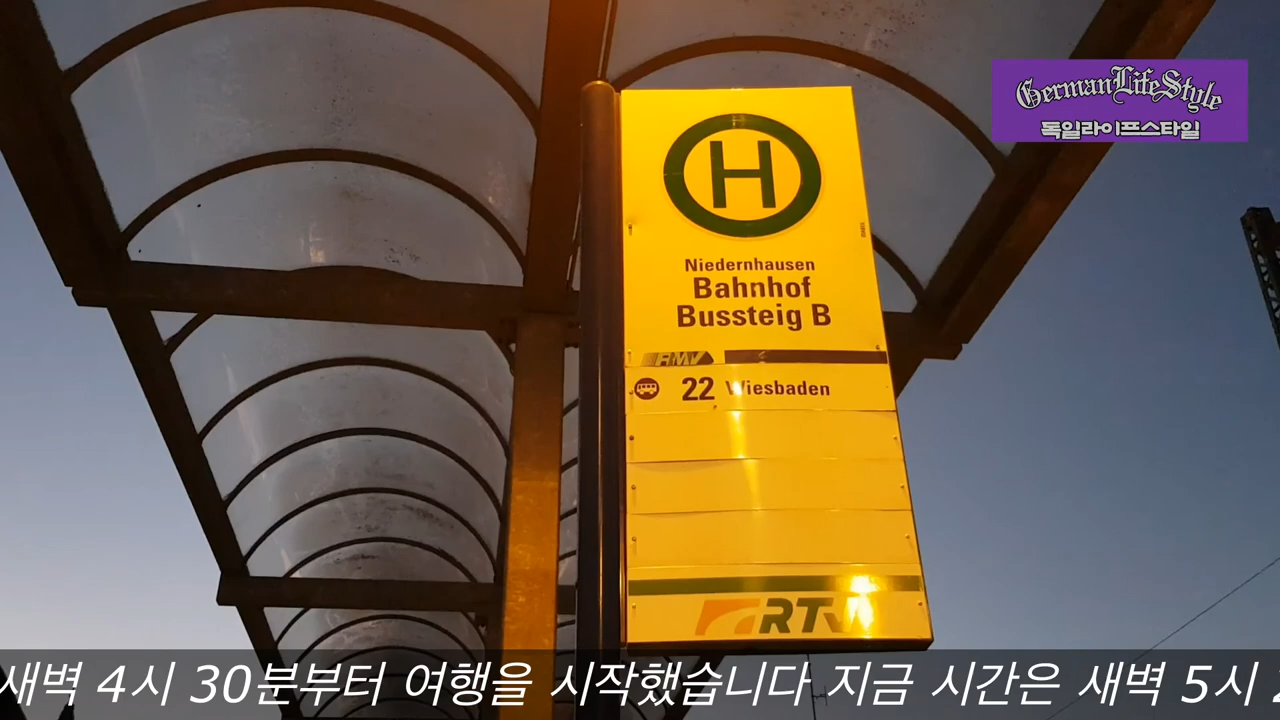 GermanLifeStyle
독일라이프스타일
H
Niedernhausen
Bahnhof
Bussteig B
RMV
22 Wiesbaden
RTV
새벽 4시 30분부터 여행을 시작했습니다 지금 시간은 새벽 5시